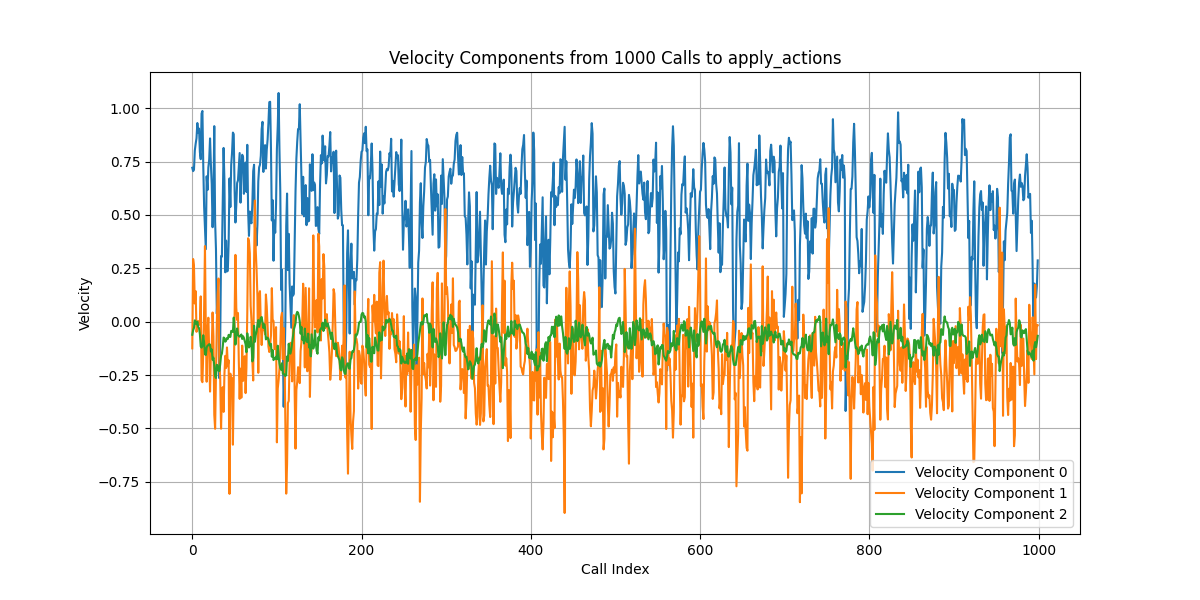 Velocity Components from 1000 Calls to apply_actions
1.00
0.75
0.50
0.25
0.00
−0.25
−0.50
−0.75
Velocity
Velocity Component 0
Velocity Component 1
Velocity Component 2
0 200 400 600 800 1000
Call Index